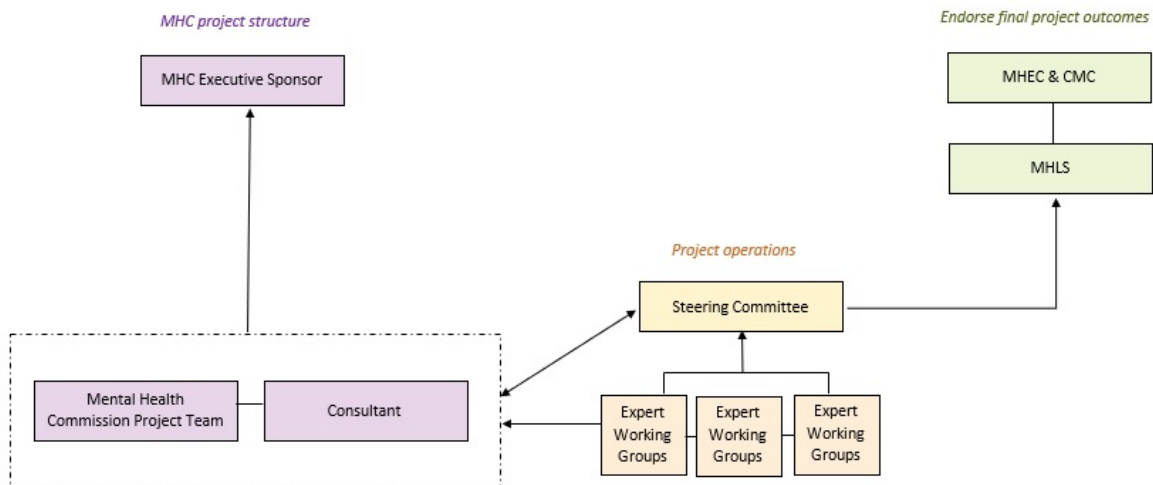 MHC project structure
Endorse final project outcomes
MHC Executive Sponsor
MHEC & CMC
MHLS
Project operations
Steering Committee
Mental Health
Commission Project Team
Consultant
Expert
Working
Groups
Expert
Working
Groups
Expert
Working
Groups